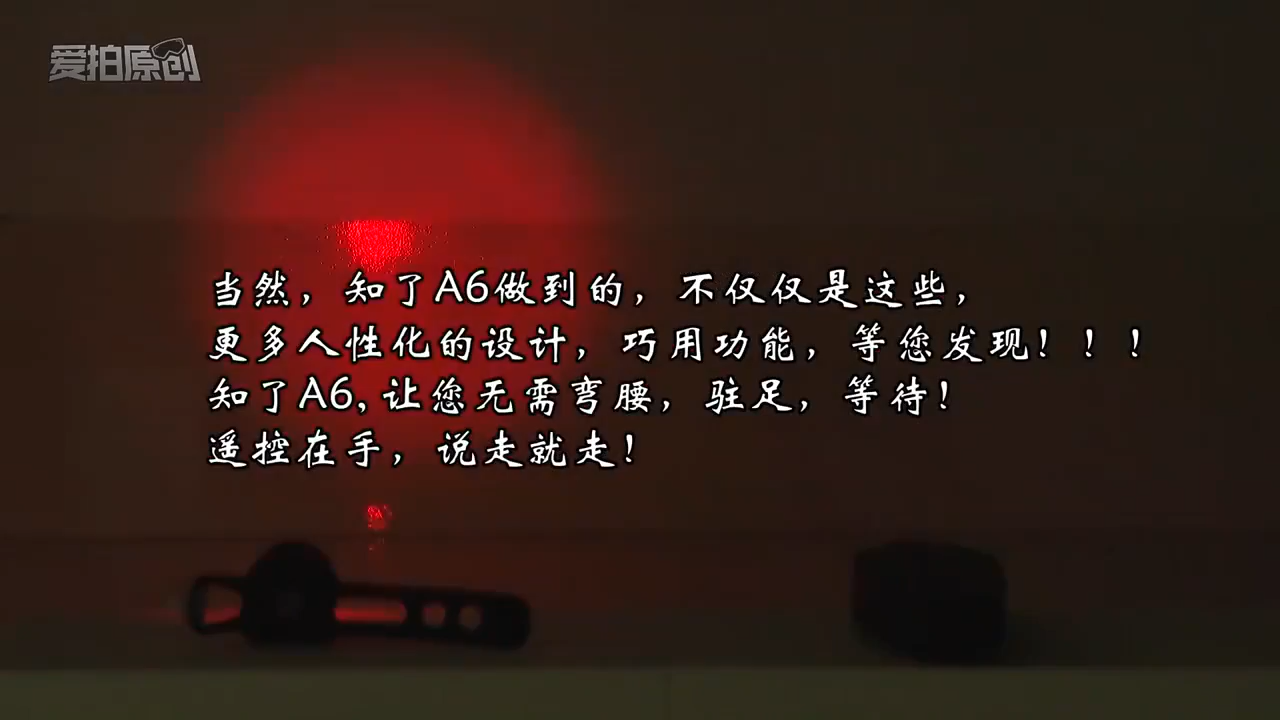 爱拍原创
当然，知了A6做到的，不仅仅是这些，
更多人性化的设计，巧用功能，等您发现！！！
知了A6,让您无需弯腰，驻足，等待！
遥控在手，说走就走！